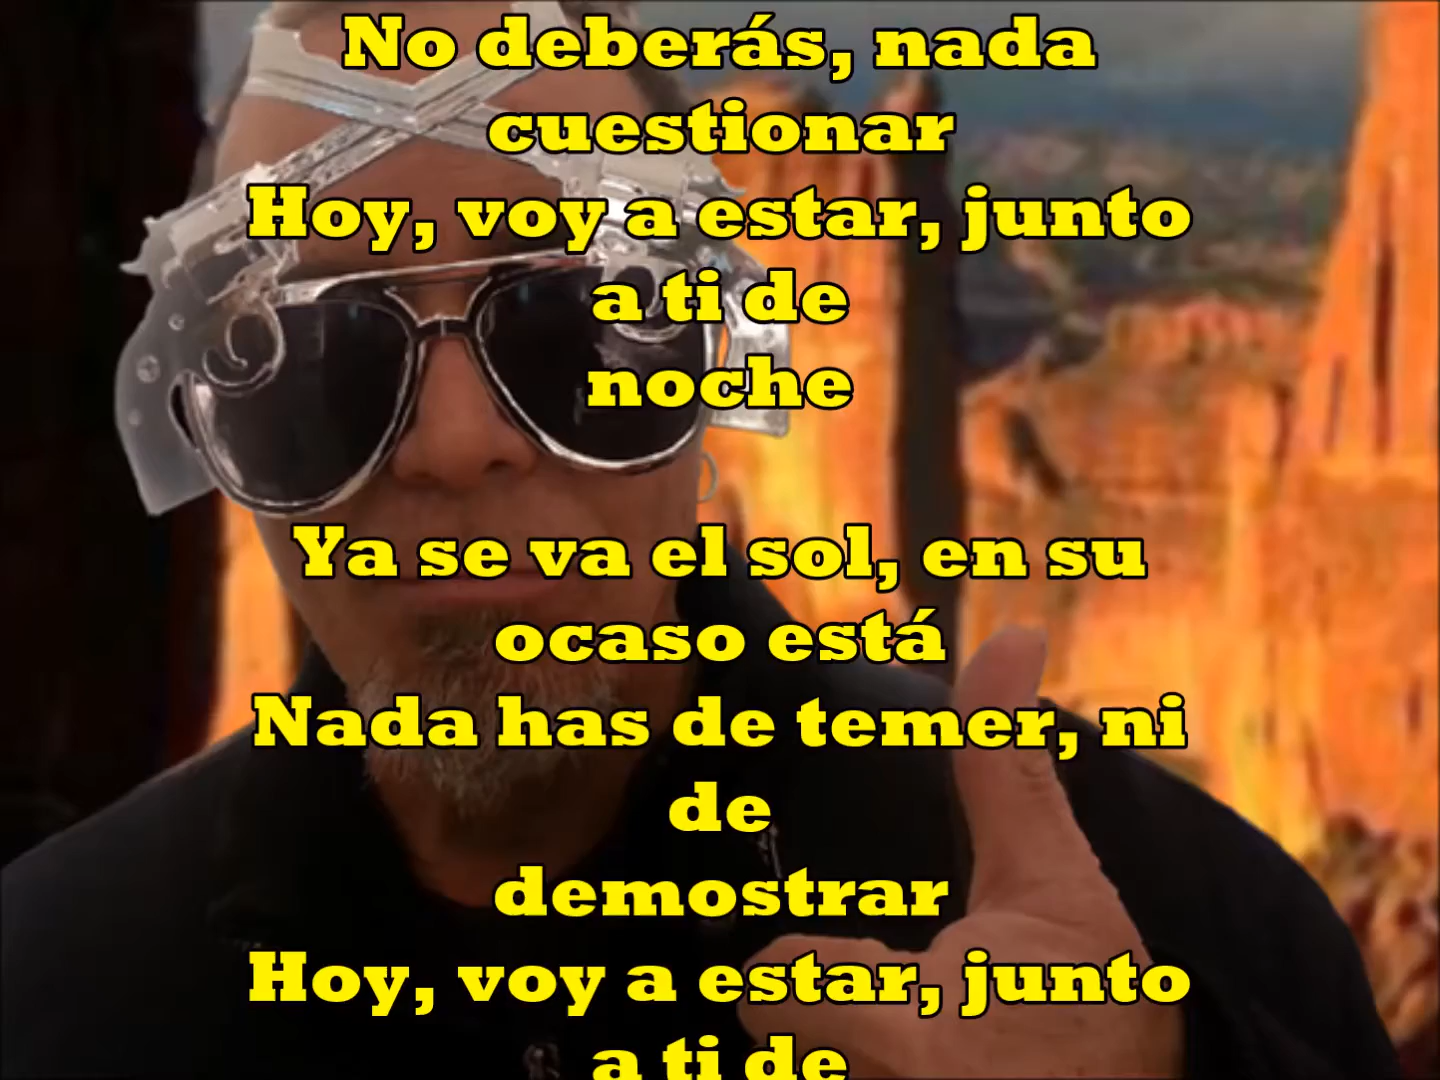 No deberás, nada
cuestionar
Hoy, voy a estar, junto
a ti de
noche
Ya se va el sol, en su
ocaso está
Nada has de temer, ni
de
demostrar
Hoy, voy a estar, junto
a ti de